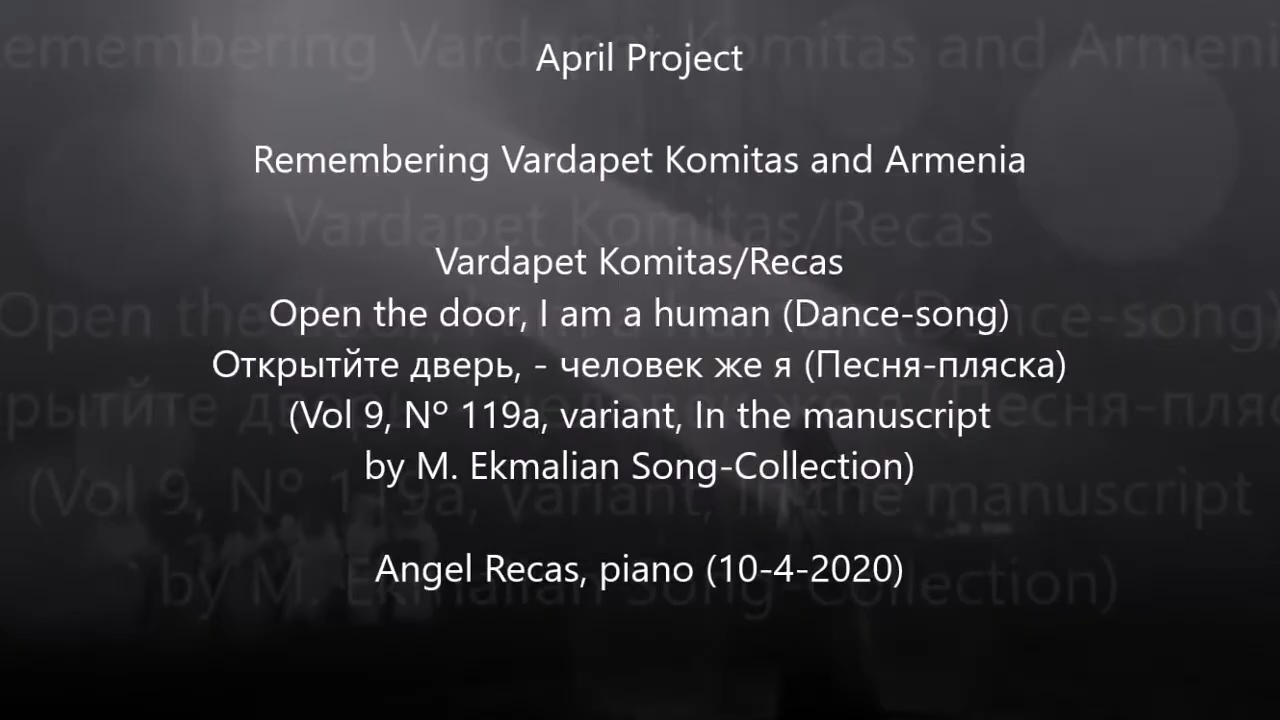 April Project
Remembering Vardapet Komitas and Armenia
Vardapet Komitas/Recas
Open the door, I am a human (Dance-song)
Открытйте дверь, - человек же я (Песня-пляска)
(Vol 9, Nº 119a, variant, In the manuscript
by M. Ekmalian Song-Collection)
Angel Recas, piano (10-4-2020)